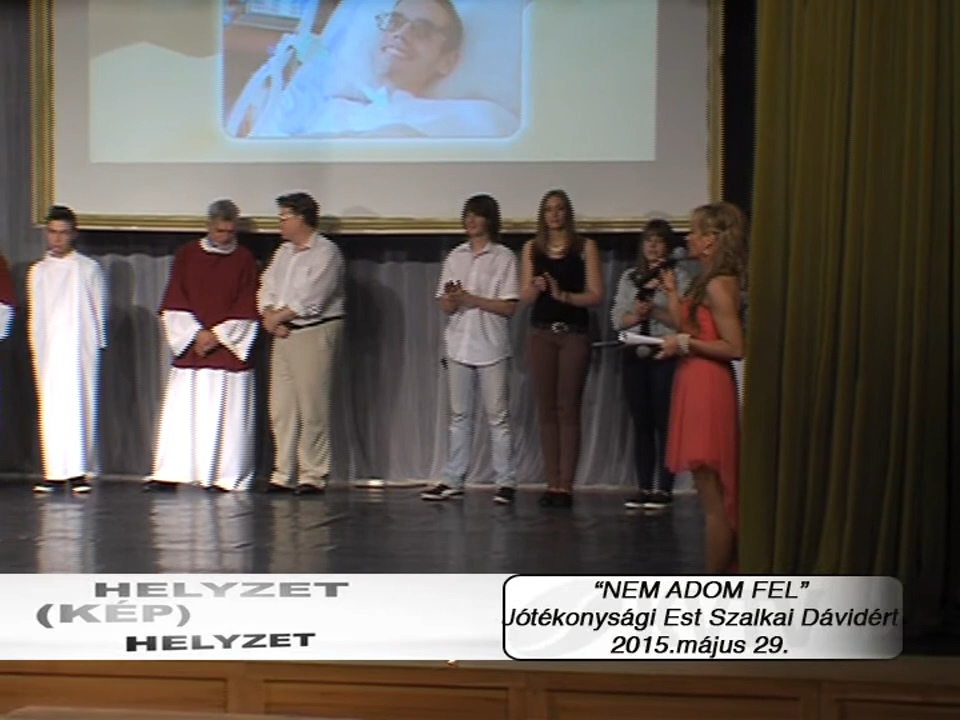 HELYZET
(KÉP)
HELYZET
"NEM ADOM FEL"
Jótékonysági Est Szalkai Dávidért
2015.május 29.